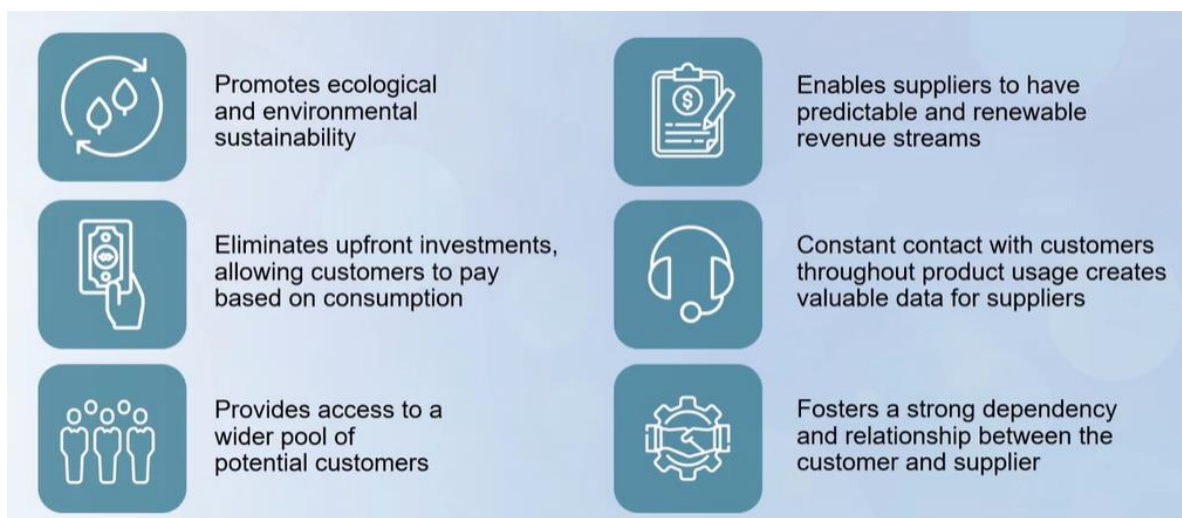 Promotes ecological
and environmental
sustainability
Eliminates upfront investments,
allowing customers to pay
based on consumption
Provides access to a
wider pool of
potential customers
Enables suppliers to have
predictable and renewable
revenue streams
Constant contact with customers
throughout product usage creates
valuable data for suppliers
Fosters a strong dependency
and relationship between the
customer and supplier